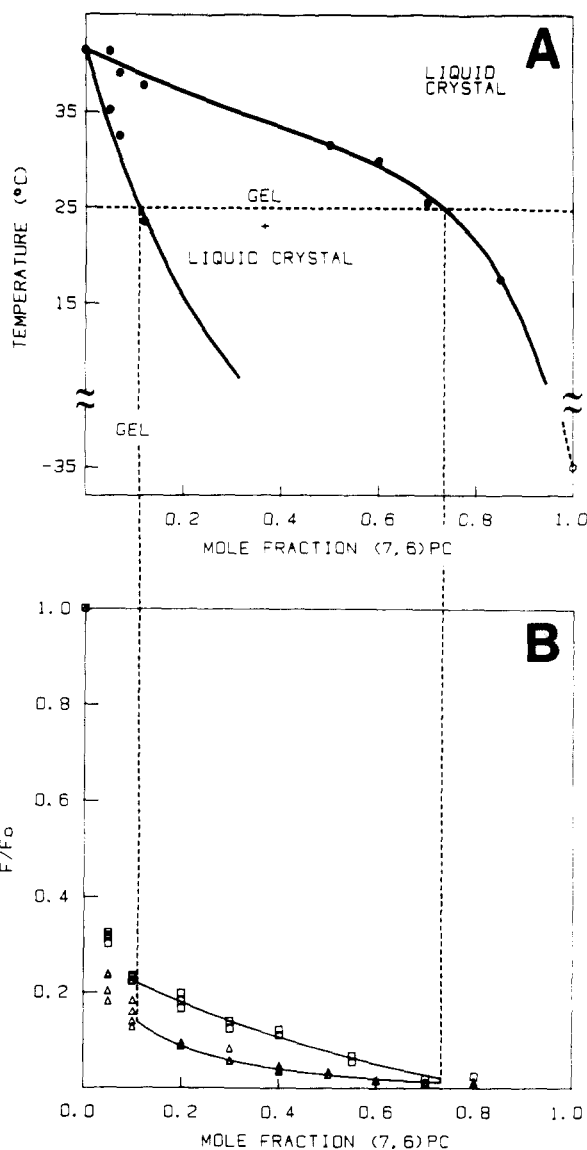 A
LIQUID
CRYSTAL
35
GEL
25
+
LIQUID CRYSTAL
15
GEL
-35
TEMPERATURE (°C)
0.2 0.4 0.6 0.8 1.0
MOLE FRACTION (7,6)PC
B
1.0
0.8
0.6
0.4
0.2
F/Fo
0.0 0.2 0.4 0.6 0.8 1.0
MOLE FRACTION (7,6)PC